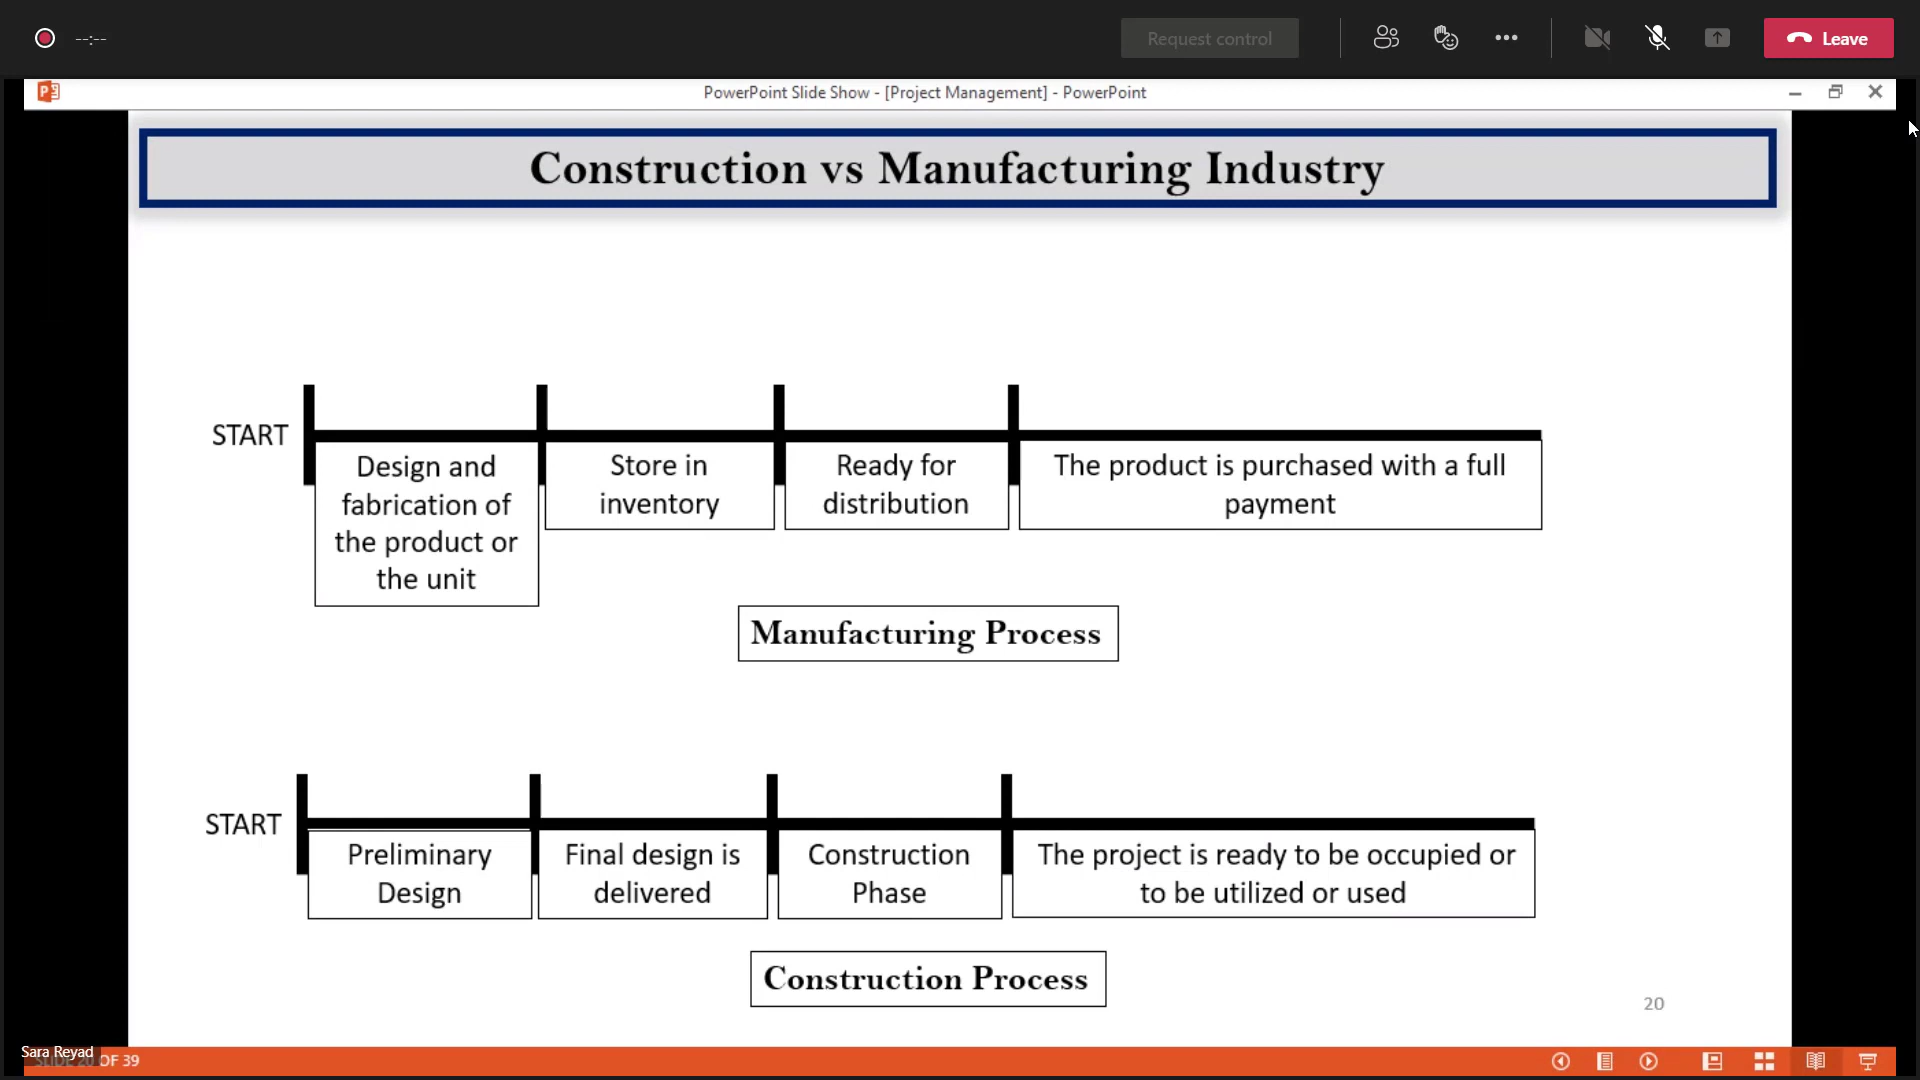 --:--
Request control
Leave
PowerPoint Slide Show - [Project Management] - PowerPoint
Construction vs Manufacturing Industry
START
Design and
fabrication of
the product or
the unit
Store in
inventory
Ready for
distribution
The product is purchased with a full
payment
Manufacturing Process
START
Preliminary
Design
Final design is
delivered
Construction
Phase
The project is ready to be occupied or
to be utilized or used
Construction Process
20
Sara Reyad
SLIDE 20 OF 39